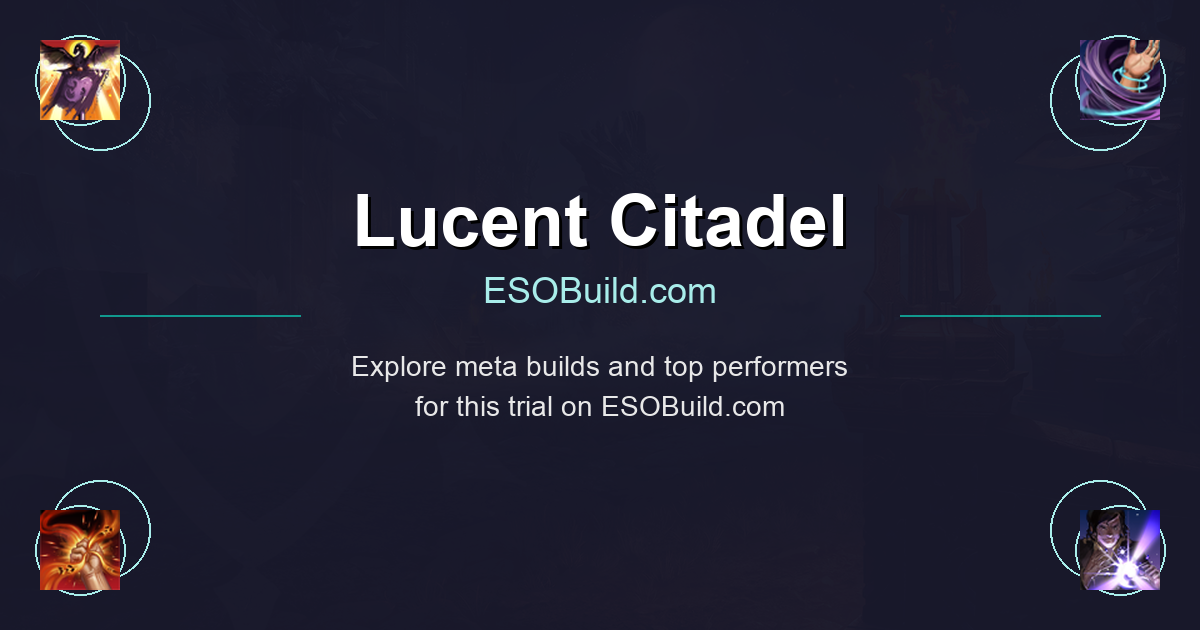 Lucent Citadel
ESOBuild.com
Explore meta builds and top performers
for this trial on ESOBuild.com